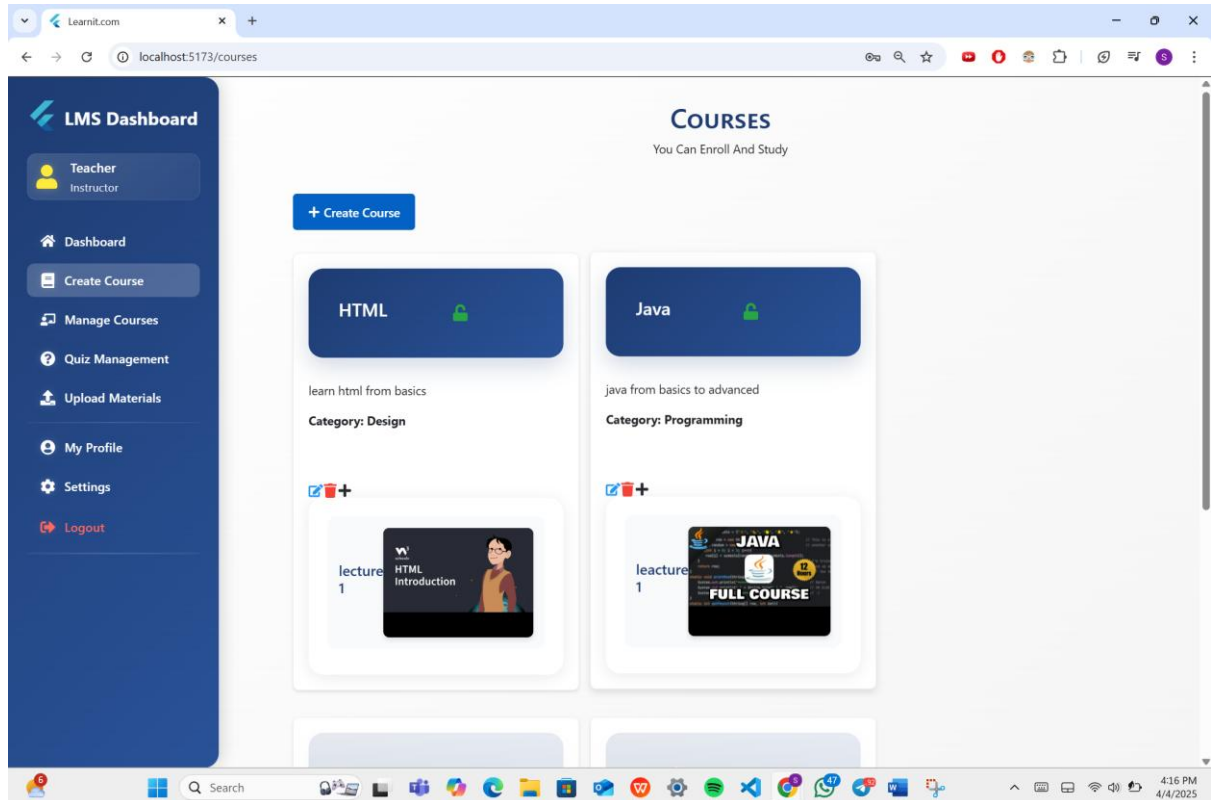 Learnit.com
localhost:5173/courses
S
LMS Dashboard
Teacher
Instructor
Dashboard
Create Course
Manage Courses
Quiz Management
Upload Materials
My Profile
Settings
Logout
COURSES
You Can Enroll And Study
+ Create Course
HTML
learn html from basics
Category: Design
lecture
1
HTML
Introduction
Java
java from basics to advanced
Category: Programming
leacture
1
JAVA
12
Hours
FULL COURSE
6
Search
47
4:16 PM
4/4/2025